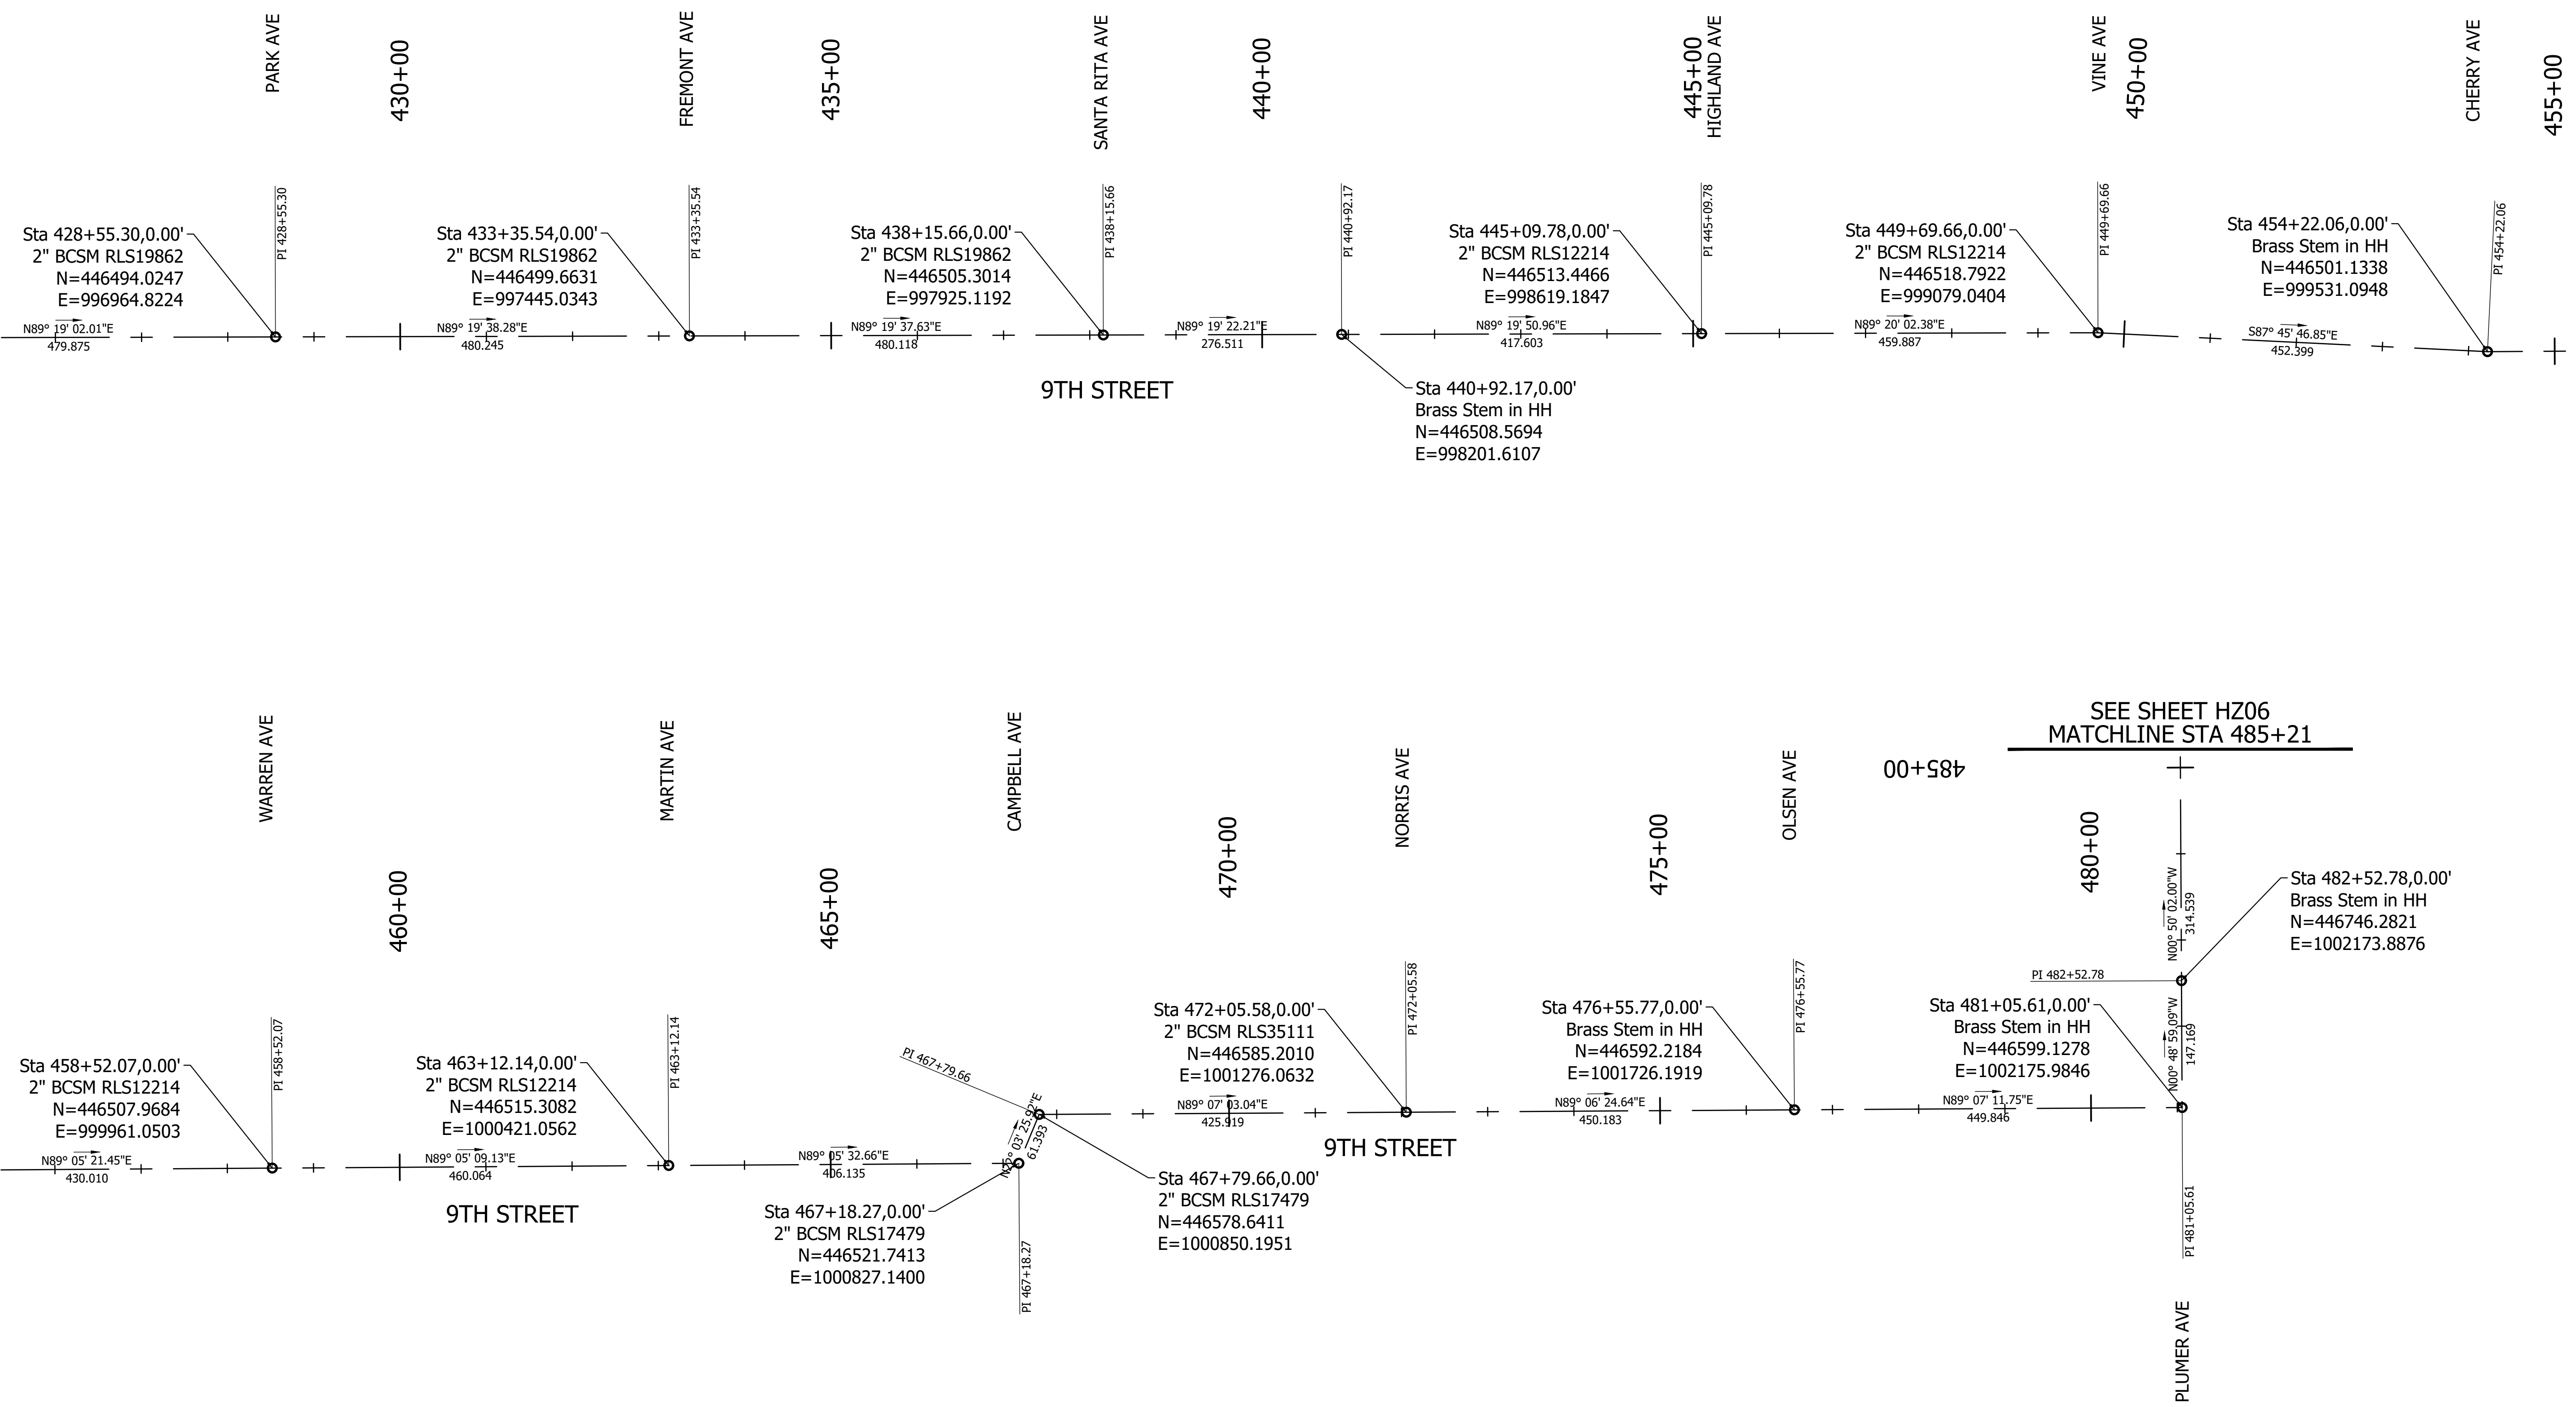 PARK AVE
430+00
FREMONT AVE
435+00
SANTA RITA AVE
440+00
445+00
HIGHLAND AVE
VINE AVE
450+00
CHERRY AVE
455+00
Sta 428+55.30,0.00'
2" BCSM RLS19862
N=446494.0247
E=996964.8224
PI 428+55.30
N89° 19' 02.01"E
479.875
Sta 433+35.54,0.00'
2" BCSM RLS19862
N=446499.6631
E=997445.0343
PI 433+35.54
N89° 19' 38.28"E
480.245
Sta 438+15.66,0.00'
2" BCSM RLS19862
N=446505.3014
E=997925.1192
PI 438+15.66
N89° 19' 37.63"E
480.118
PI 440+92.17
N89° 19' 22.21"E
276.511
Sta 440+92.17,0.00'
Brass Stem in HH
N=446508.5694
E=998201.6107
9TH STREET
Sta 445+09.78,0.00'
2" BCSM RLS12214
N=446513.4466
E=998619.1847
PI 445+09.78
N89° 19' 50.96"E
417.603
Sta 449+69.66,0.00'
2" BCSM RLS12214
N=446518.7922
E=999079.0404
PI 449+69.66
N89° 20' 02.38"E
459.887
Sta 454+22.06,0.00'
Brass Stem in HH
N=446501.1338
E=999531.0948
PI 454+22.06
S87° 45' 46.85"E
452.399
WARREN AVE
460+00
MARTIN AVE
465+00
CAMPBELL AVE
470+00
NORRIS AVE
475+00
OLSEN AVE
480+00
485+00
SEE SHEET HZ06
MATCHLINE STA 485+21
Sta 458+52.07,0.00'
2" BCSM RLS12214
N=446507.9684
E=999961.0503
PI 458+52.07
N89° 05' 21.45"E
430.010
Sta 463+12.14,0.00'
2" BCSM RLS12214
N=446515.3082
E=1000421.0562
PI 463+12.14
N89° 05' 09.13"E
460.064
9TH STREET
N89° 05' 32.66"E
406.135
Sta 467+18.27,0.00'
2" BCSM RLS17479
N=446521.7413
E=1000827.1400
PI 467+18.27
PI 467+79.66
N22° 03' 25.92"E
61.393
Sta 467+79.66,0.00'
2" BCSM RLS17479
N=446578.6411
E=1000850.1951
Sta 472+05.58,0.00'
2" BCSM RLS35111
N=446585.2010
E=1001276.0632
PI 472+05.58
N89° 07' 03.04"E
425.919
9TH STREET
Sta 476+55.77,0.00'
Brass Stem in HH
N=446592.2184
E=1001726.1919
PI 476+55.77
N89° 06' 24.64"E
450.183
Sta 481+05.61,0.00'
Brass Stem in HH
N=446599.1278
E=1002175.9846
N89° 07' 11.75"E
449.846
PI 481+05.61
PI 482+52.78
N00° 48' 59.09"W
147.169
N00° 50' 02.00"W
314.539
Sta 482+52.78,0.00'
Brass Stem in HH
N=446746.2821
E=1002173.8876
PLUMER AVE